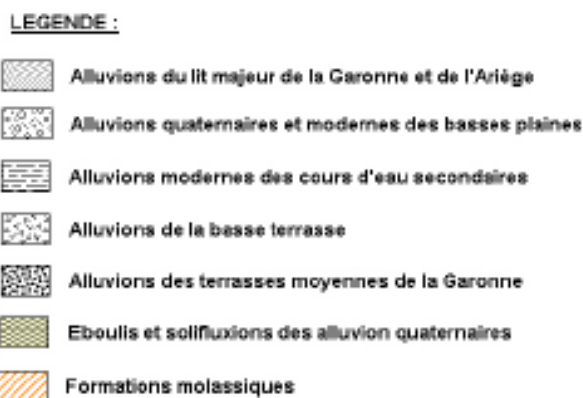 LEGENDE :
Alluvions du lit majeur de la Garonne et de l'Ariège
Alluvions quaternaires et modernes des basses plaines
Alluvions modernes des cours d'eau secondaires
Alluvions de la basse terrasse
Alluvions des terrasses moyennes de la Garonne
Eboulis et solifluxions des alluvion quaternaires
Formations molassiques